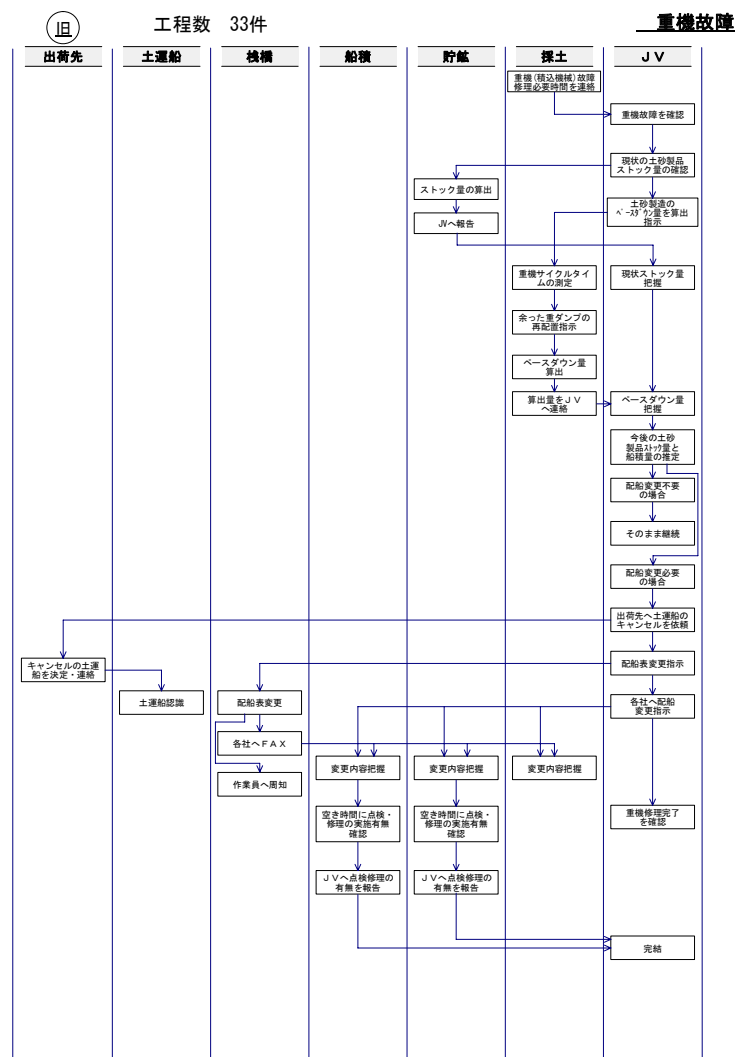 旧
工程数 33件
重機故障
出荷先
土運船
桟橋
船積
貯鉱
採土
ＪＶ
重機(積込機械)故障
修理必要時間を連絡
重機故障を確認
現状の土砂製品
ストック量の確認
ストック量の算出
土砂製造の
ペースダウン量を算出
指示
JVへ報告
重機サイクルタイ
ムの測定
現状ストック量
把握
余った重ダンプの
再配置指示
ペースダウン量
算出
算出量をＪＶ
へ連絡
ペースダウン量
把握
今後の土砂
製品ストック量と
船積量の推定
配船変更不要
の場合
そのまま継続
配船変更必要
の場合
出荷先へ土運船の
キャンセルを依頼
キャンセルの土運
船を決定・連絡
配船表変更指示
土運船認識
配船表変更
各社へ配船
変更指示
各社へＦＡＸ
変更内容把握
変更内容把握
変更内容把握
作業員へ周知
空き時間に点検・
修理の実施有無
確認
空き時間に点検・
修理の実施有無
確認
重機修理完了
を確認
ＪＶへ点検修理の
有無を報告
ＪＶへ点検修理の
有無を報告
完結